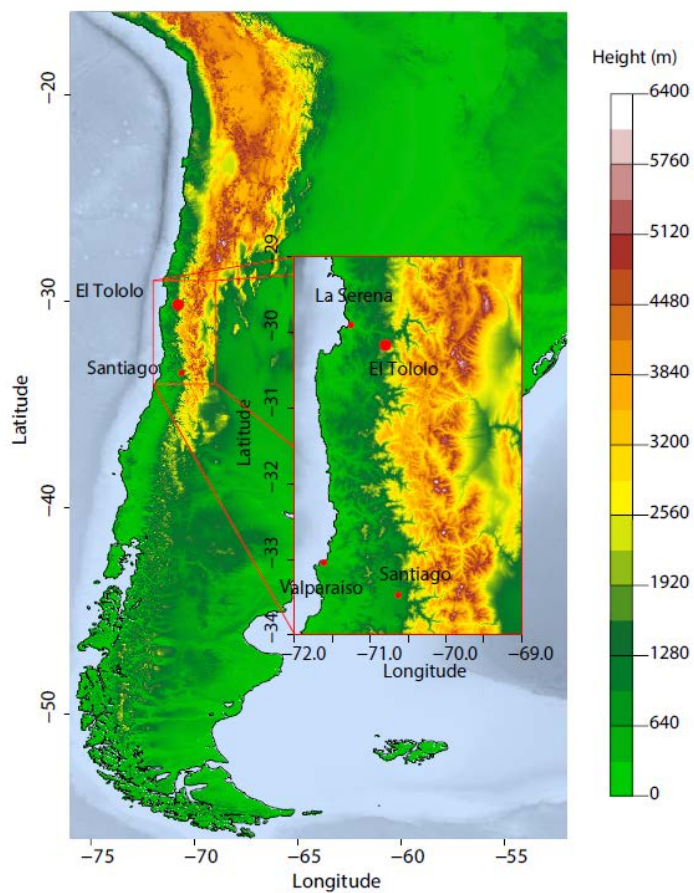 Height (m)
6400
5760
5120
4480
3840
3200
2560
1920
1280
640
0
Latitude
−20
−30
−40
−50
El Tololo
Santiago
Latitude
−29
−30
−31
−32
−33
−34
La Serena
El Tololo
Valparaiso
Santiago
−72.0
−71.0
−70.0
−69.0
Longitude
−75
−70
−65
−60
−55
Longitude